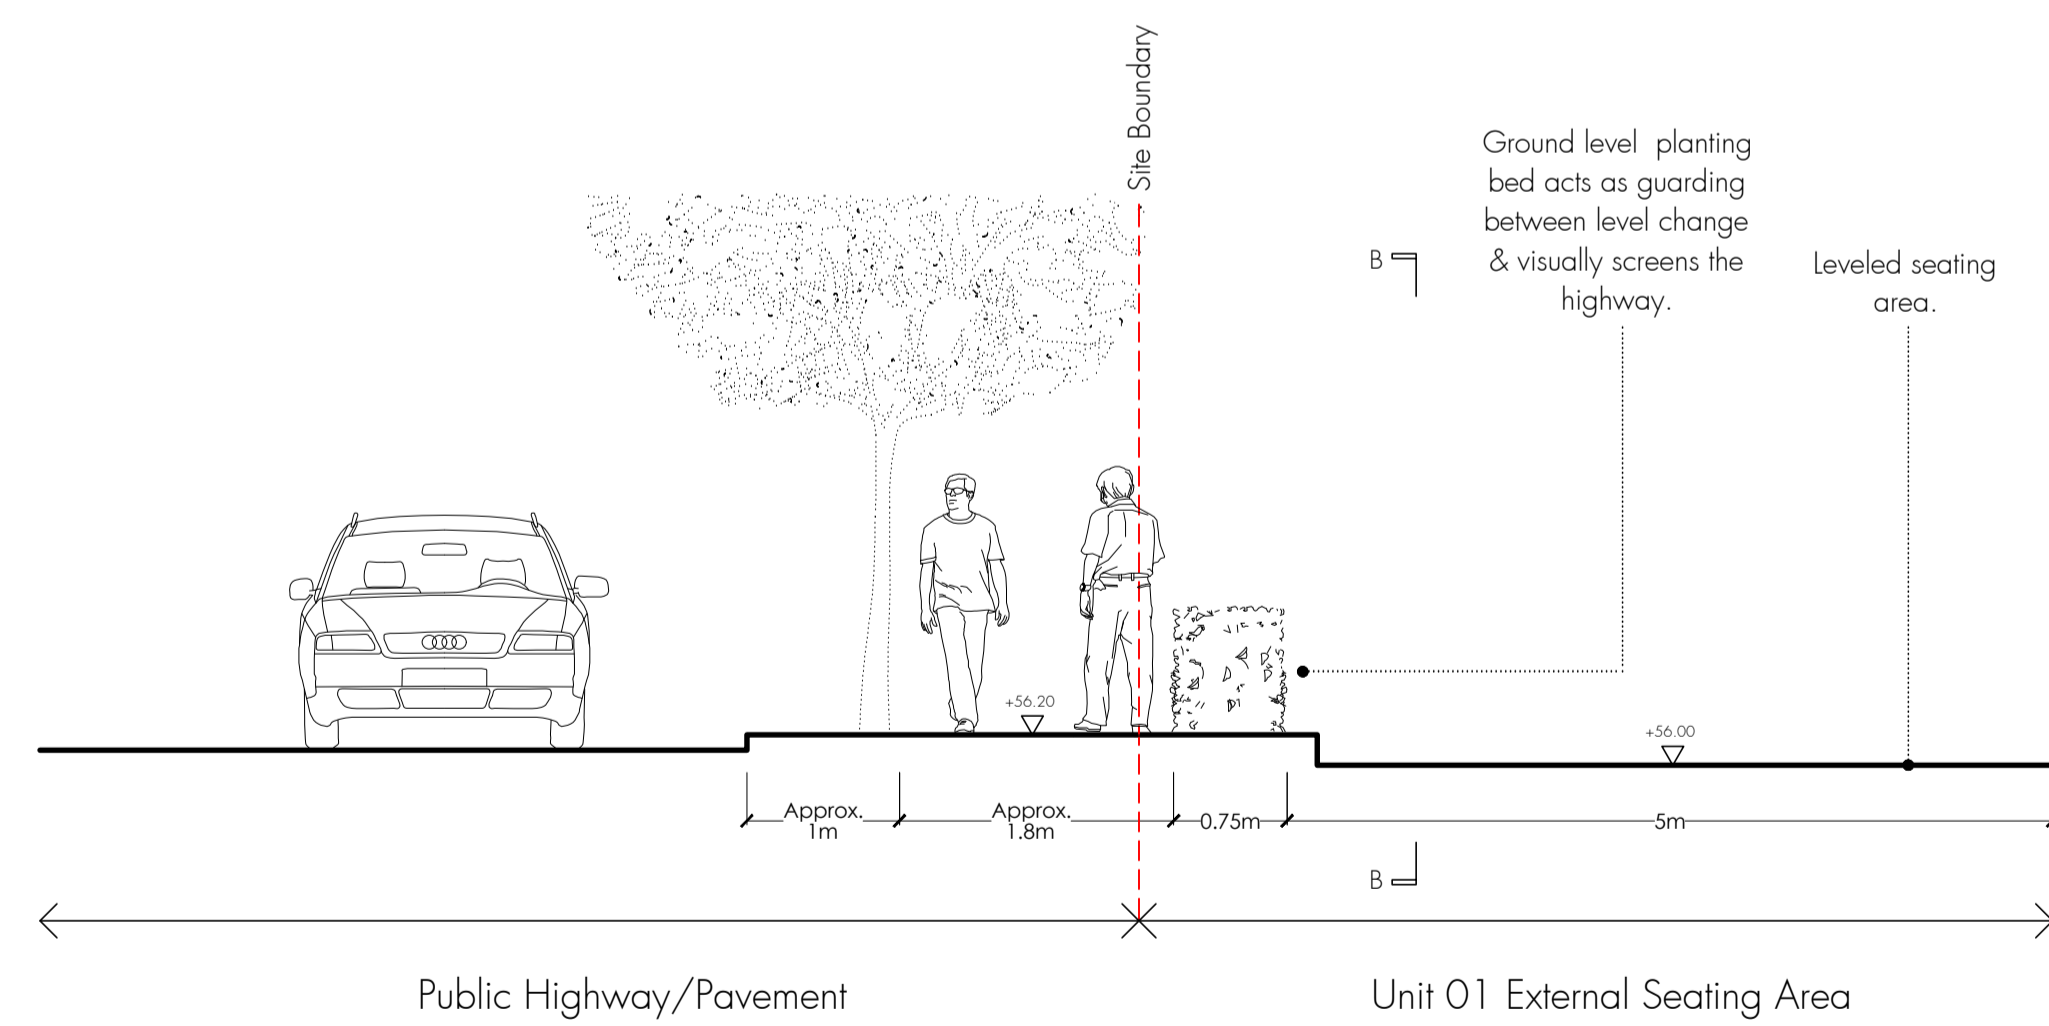 Site Boundary
Ground level planting
bed acts as guarding
between level change
& visually screens the
highway.
B
Leveled seating
area.
+56.20
+56.00
Approx.
1m
Approx.
1.8m
0.75m
5m
B
Public Highway/Pavement
Unit 01 External Seating Area